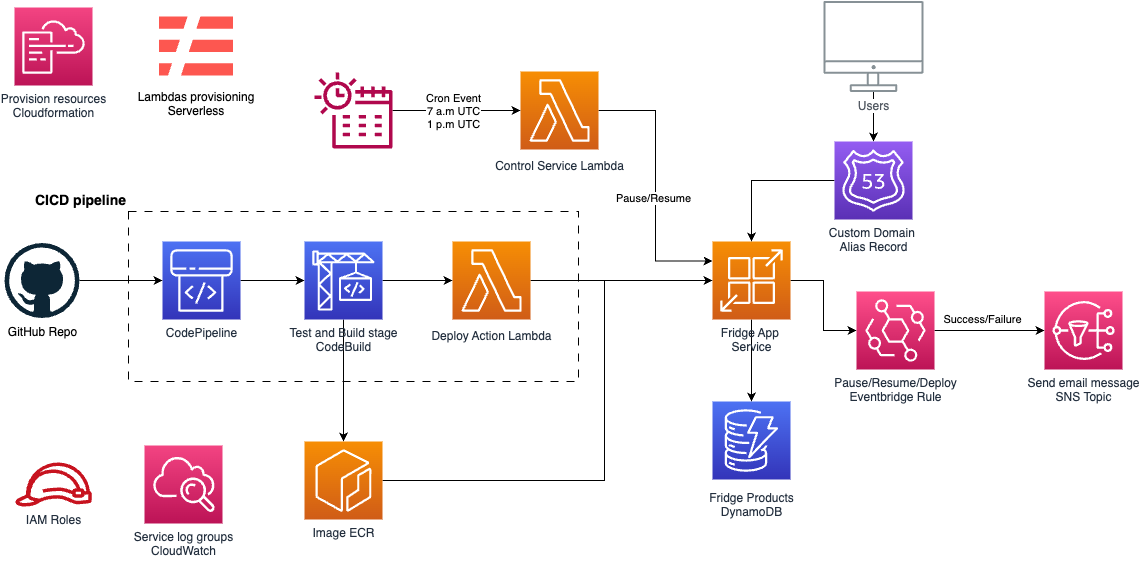 Provision resources
Cloudformation
Lambdas provisioning
Serverless
Cron Event
7 a.m UTC
1 p.m UTC
Control Service Lambda
Users
53
Custom Domain
Alias Record
Pause/Resume
CICD pipeline
GitHub Repo
CodePipeline
Test and Build stage
CodeBuild
Deploy Action Lambda
Fridge App
Service
Success/Failure
Pause/Resume/Deploy
Eventbridge Rule
Send email message
SNS Topic
Fridge Products
DynamoDB
IAM Roles
Service log groups
CloudWatch
Image ECR